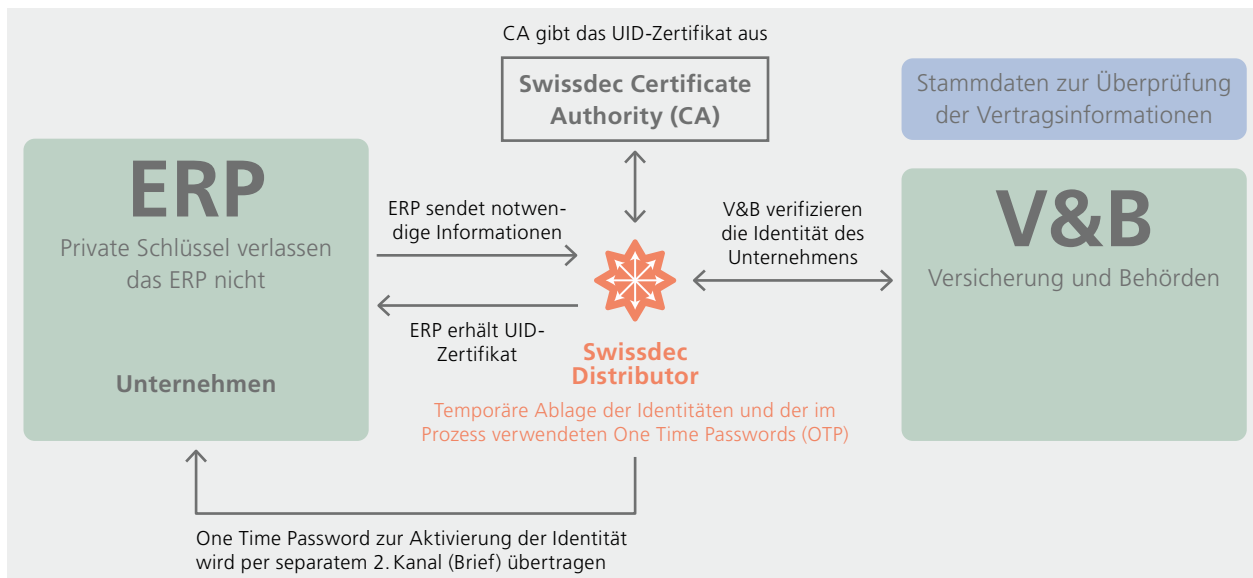 CA gibt das UID-Zertifikat aus
Swissdec Certificate
Authority (CA)
Stammdaten zur Überprüfung
der Vertragsinformationen
ERP
Private Schlüssel verlassen
das ERP nicht
Unternehmen
ERP sendet notwen-
dige Informationen
ERP erhält UID-
Zertifikat
V&B verifizieren
die Identität des
Unternehmens
V&B
Versicherung und Behörden
Swissdec
Distributor
Temporäre Ablage der Identitäten und der im
Prozess verwendeten One Time Passwords (OTP)
One Time Password zur Aktivierung der Identität
wird per separatem 2. Kanal (Brief) übertragen